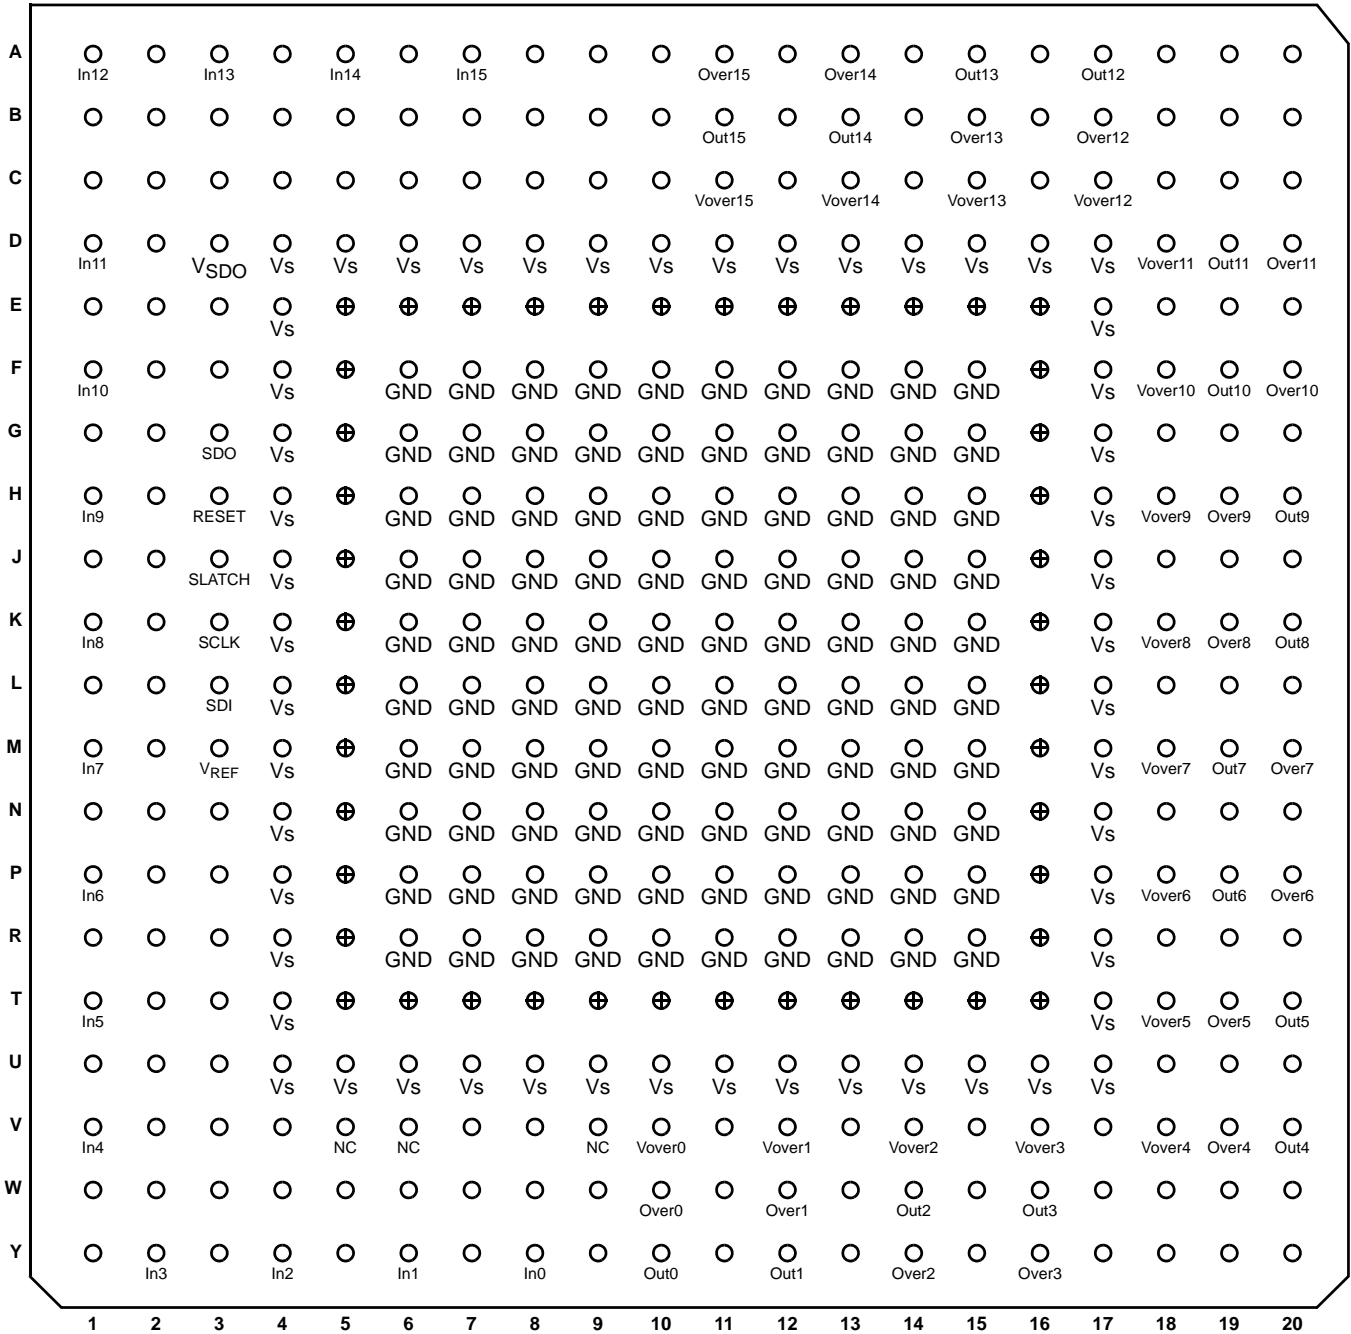 A
In12 In13 In14 In15 Over15 Over14 Out13 Out12
B
Out15 Out14 Over13 Over12
C
Vover15 Vover14 Vover13 Vover12
D
In11 VSDO Vs Vs Vs Vs Vs Vs Vs Vs Vs Vs Vs Vs Vs Vs Vover11 Out11 Over11
E
Vs Vs
F
In10 Vs GND GND GND GND GND GND GND GND GND GND Vs Vover10 Out10 Over10
G
SDO Vs GND GND GND GND GND GND GND GND GND GND Vs
H
In9 RESET Vs GND GND GND GND GND GND GND GND GND GND Vs Vover9 Over9 Out9
J
SLATCH Vs GND GND GND GND GND GND GND GND GND GND Vs
K
In8 SCLK Vs GND GND GND GND GND GND GND GND GND GND Vs Vover8 Over8 Out8
L
SDI Vs GND GND GND GND GND GND GND GND GND GND Vs
M
In7 VREF Vs GND GND GND GND GND GND GND GND GND GND Vs Vover7 Out7 Over7
N
Vs GND GND GND GND GND GND GND GND GND GND Vs
P
In6 Vs GND GND GND GND GND GND GND GND GND GND Vs Vover6 Out6 Over6
R
Vs GND GND GND GND GND GND GND GND GND GND Vs
T
In5 Vs Vs Vover5 Over5 Out5
U
Vs Vs Vs Vs Vs Vs Vs Vs Vs Vs Vs Vs Vs Vs
V
In4 NC NC NC Vover0 Vover1 Vover2 Vover3 Vover4 Over4 Out4
W
Over0 Over1 Out2 Out3
Y
In3 In2 In1 In0 Out0 Out1 Over2 Over3
1 2 3 4 5 6 7 8 9 10 11 12 13 14 15 16 17 18 19 20